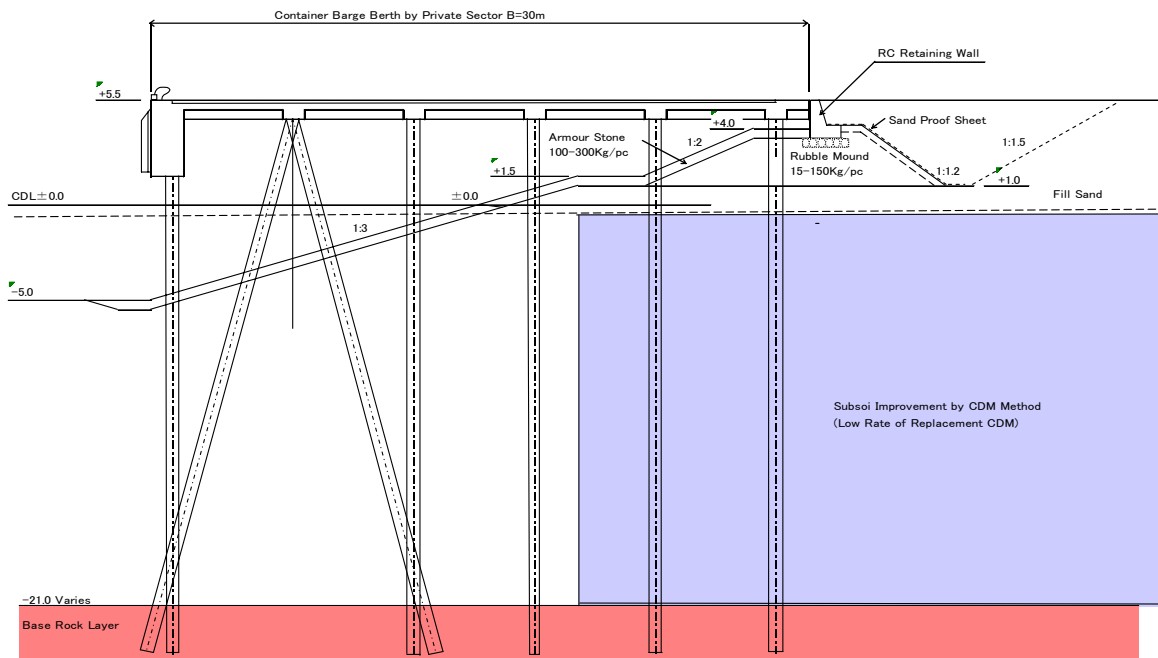 Container Barge Berth by Private Sector B=30m
RC Retaining Wall
+5.5
+4.0
Sand Proof Sheet
Armour Stone
100-300Kg/pc
1:2
1:1.5
Rubble Mound
15-150Kg/pc
+1.5
1:1.2
+1.0
CDL±0.0
±0.0
Fill Sand
1:3
-
-5.0
Subsoi Improvement by CDM Method
(Low Rate of Replacement CDM)
-21.0 Varies
Base Rock Layer